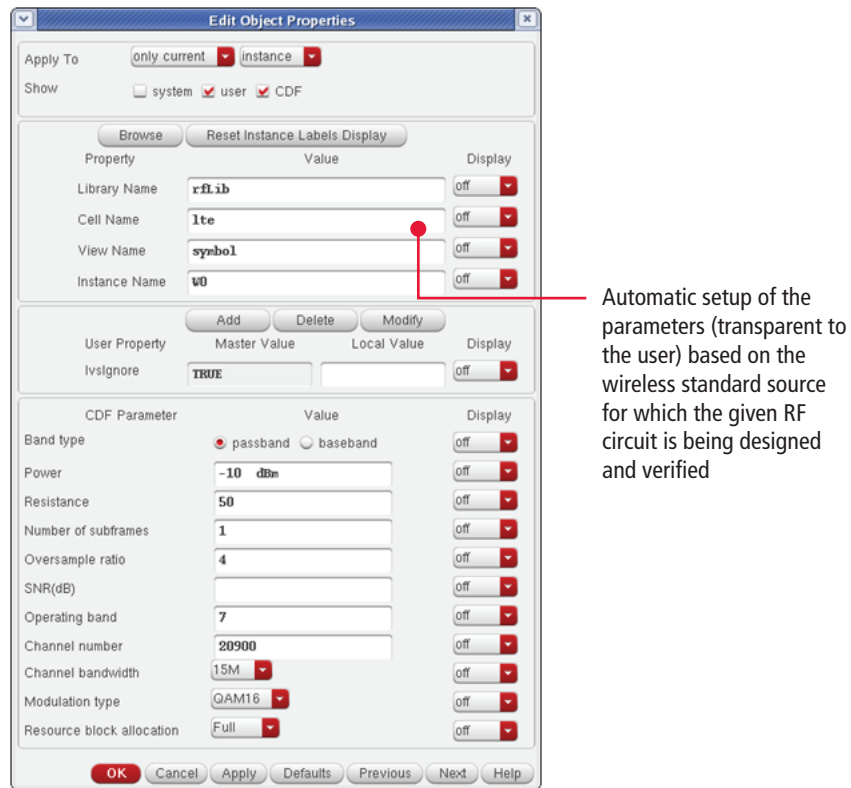 Edit Object Properties
Apply To only current instance
Show system user CDF
Browse Reset Instance Labels Display
Property Value Display
Library Name rfLib off
Cell Name lte off
View Name symbol off
Instance Name W0 off
Add Delete Modify
User Property Master Value Local Value Display
lvsIgnore TRUE off
CDF Parameter Value Display
Band type passband baseband off
Power -10 dBm off
Resistance 50 off
Number of subframes 1 off
Oversample ratio 4 off
SNR(dB) off
Operating band 7 off
Channel number 20900 off
Channel bandwidth 15M off
Modulation type QAM16 off
Resource block allocation Full off
OK Cancel Apply Defaults Previous Next Help
Automatic setup of the
parameters (transparent to
the user) based on the
wireless standard source
for which the given RF
circuit is being designed
and verified